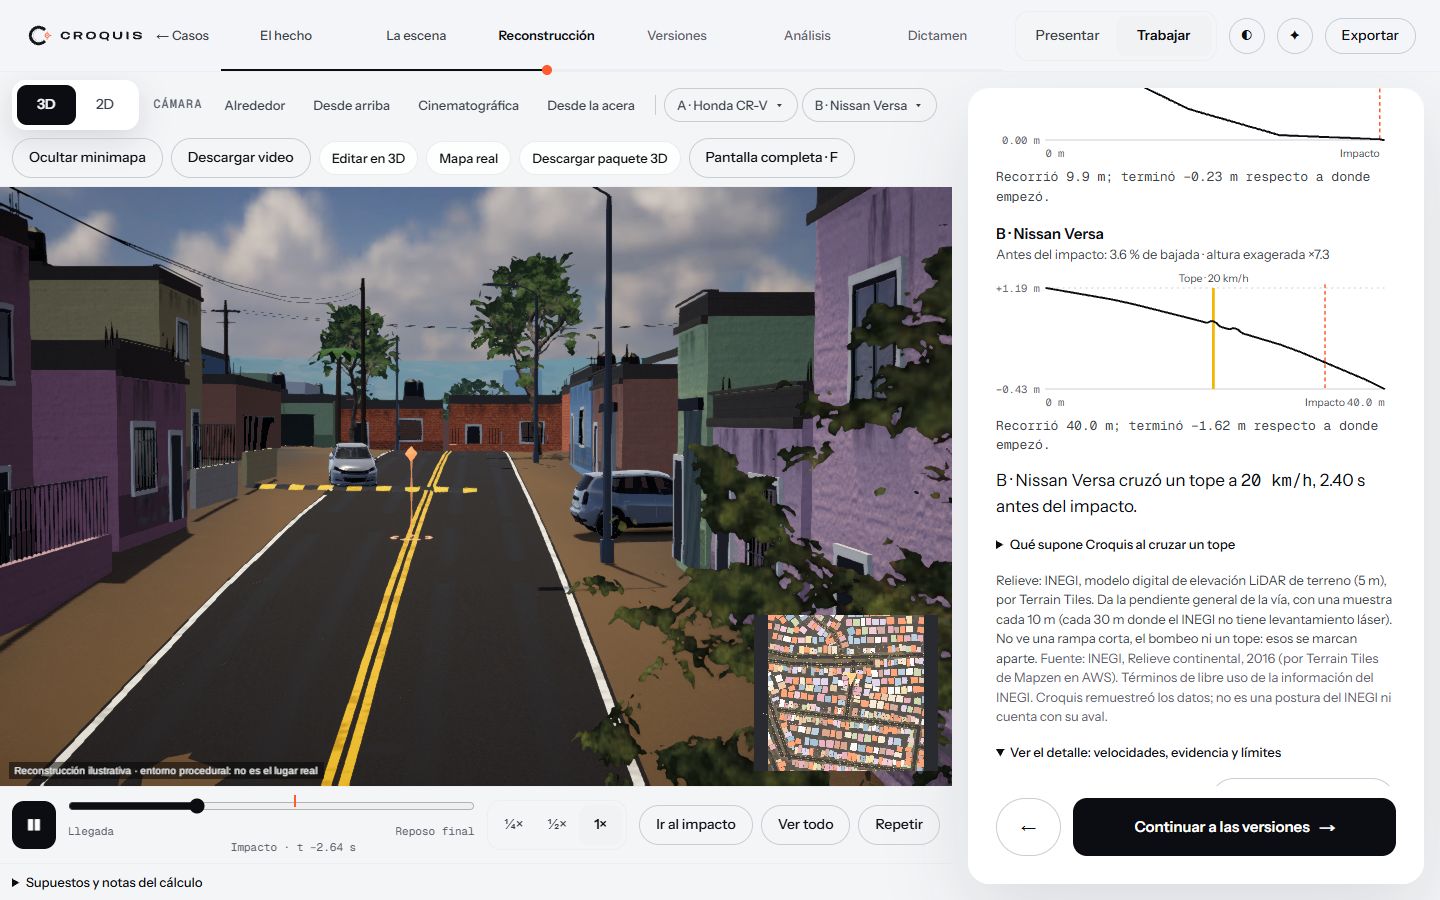 CROQUIS
← Casos
El hecho
La escena
Reconstrucción
Versiones
Análisis
Dictamen
Presentar
Trabajar
Exportar
3D
2D
CÁMARA
Alrededor
Desde arriba
Cinematográfica
Desde la acera
A · Honda CR-V
B · Nissan Versa
Ocultar minimapa
Descargar video
Editar en 3D
Mapa real
Descargar paquete 3D
Pantalla completa · F
Reconstrucción ilustrativa - entorno procedural: no es el lugar real
Llegada
Reposo final
Impacto · t −2.64 s
¼×
½×
1×
Ir al impacto
Ver todo
Repetir
Supuestos y notas del cálculo
0.00 m
0 m
Impacto
Recorrió 9.9 m; terminó −0.23 m respecto a donde
empezó.
B · Nissan Versa
Antes del impacto: 3.6 % de bajada · altura exagerada ×7.3
Tope · 20 km/h
+1.19 m
−0.43 m
0 m
Impacto 40.0 m
Recorrió 40.0 m; terminó −1.62 m respecto a donde
empezó.
B · Nissan Versa cruzó un tope a 20 km/h, 2.40 s
antes del impacto.
Qué supone Croquis al cruzar un tope
Relieve: INEGI, modelo digital de elevación LiDAR de terreno (5 m),
por Terrain Tiles. Da la pendiente general de la vía, con una muestra
cada 10 m (cada 30 m donde el INEGI no tiene levantamiento láser).
No ve una rampa corta, el bombeo ni un tope: esos se marcan
aparte. Fuente: INEGI, Relieve continental, 2016 (por Terrain Tiles
de Mapzen en AWS). Términos de libre uso de la información del
INEGI. Croquis remuestreó los datos; no es una postura del INEGI ni
cuenta con su aval.
Ver el detalle: velocidades, evidencia y límites
←
Continuar a las versiones →